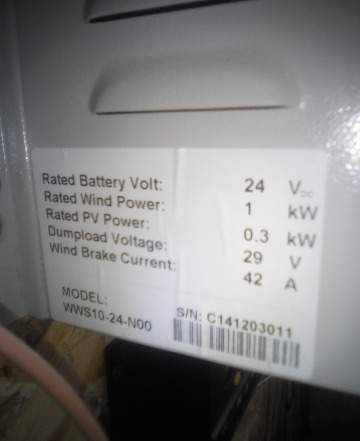 Rated Battery Volt: 24 V
Rated Wind Power: 1 kW
Rated PV Power: 0.3 kW
Dumpload Voltage: 29 V
Wind Brake Current: 42 A
MODEL:
WWS10-24-N00
S/N: C141203011